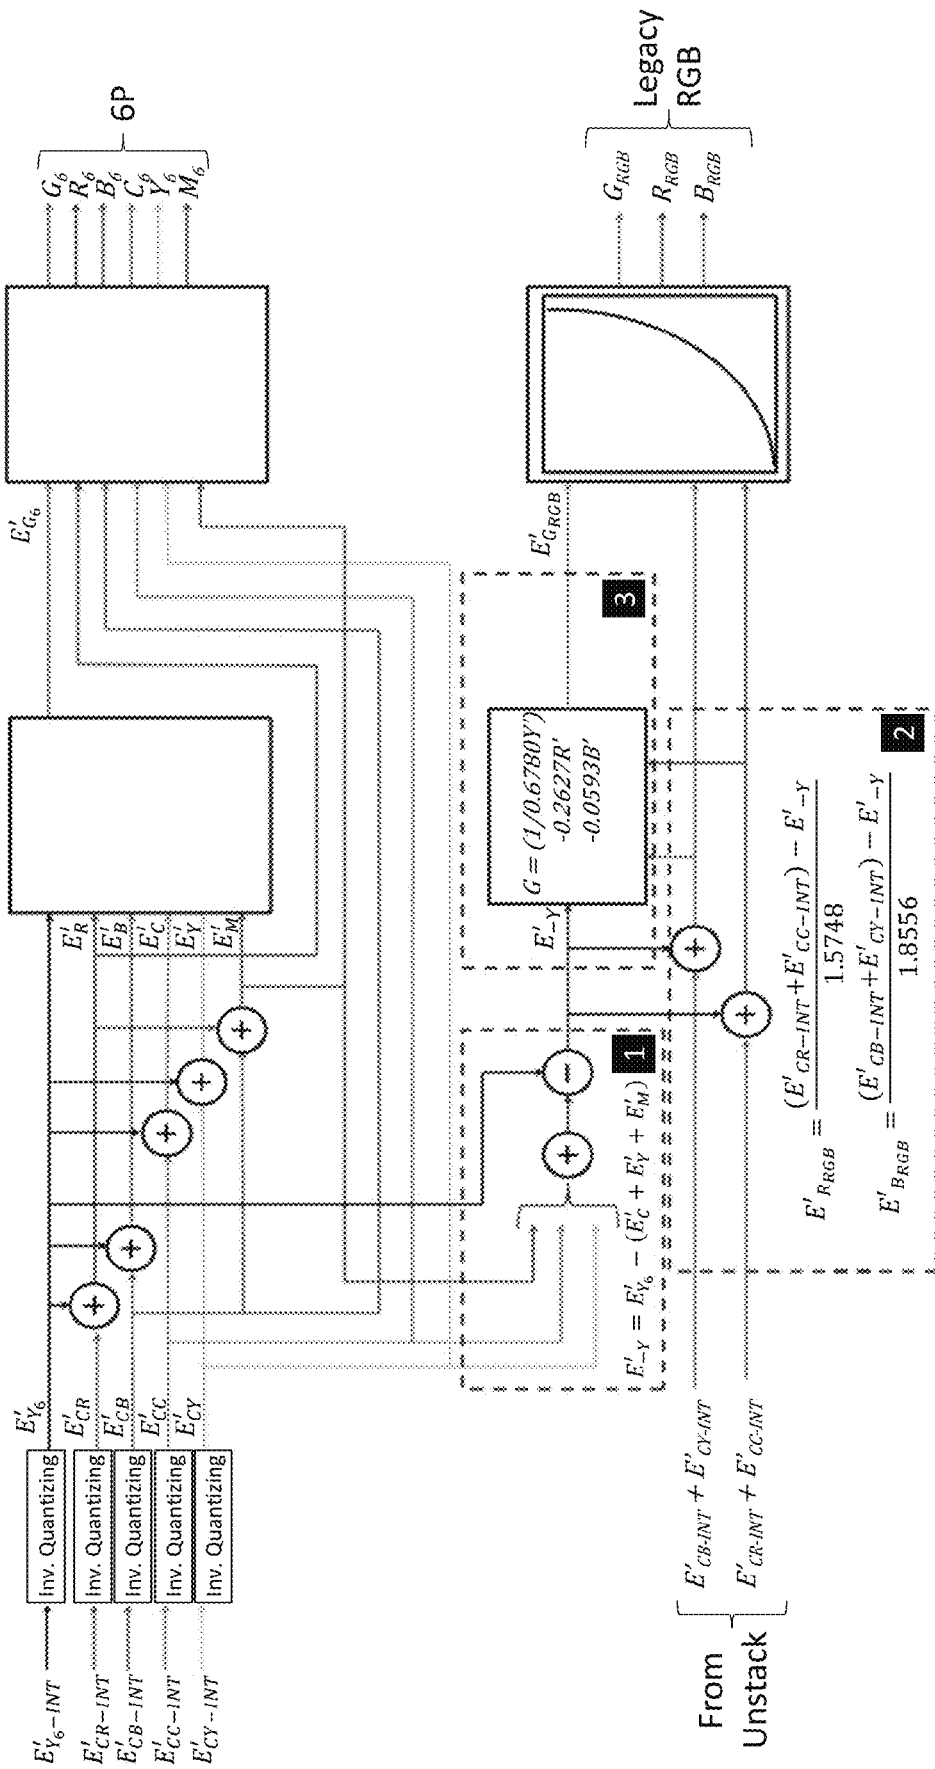 E'Y6-INT
E'CR-INT
E'CB-INT
E'CC-INT
E'CY-INT
Inv. Quantizing
Inv. Quantizing
Inv. Quantizing
Inv. Quantizing
Inv. Quantizing
E'Y6
E'CR
E'CB
E'CC
E'CY
+
+
+
+
+
E'R
E'B
E'C
E'Y
E'M
E'G6
G6
R6
B6
C6
Y6
M6
6P
+
−
E'-Y = E'Y6 − (E'C + E'Y + E'M)
1
E'-Y
G = (1/0.6780Y')
-0.2627R'
-0.0593B'
3
E'GRGB
GRGB
RRGB
BRGB
Legacy
RGB
From
Unstack
E'CB-INT + E'CY-INT
E'CR-INT + E'CC-INT
+
+
E'RRGB = (E'CR-INT+E'CC-INT) − E'-Y
1.5748
E'BRGB = (E'CB-INT+E'CY-INT) − E'-Y
1.8556
2